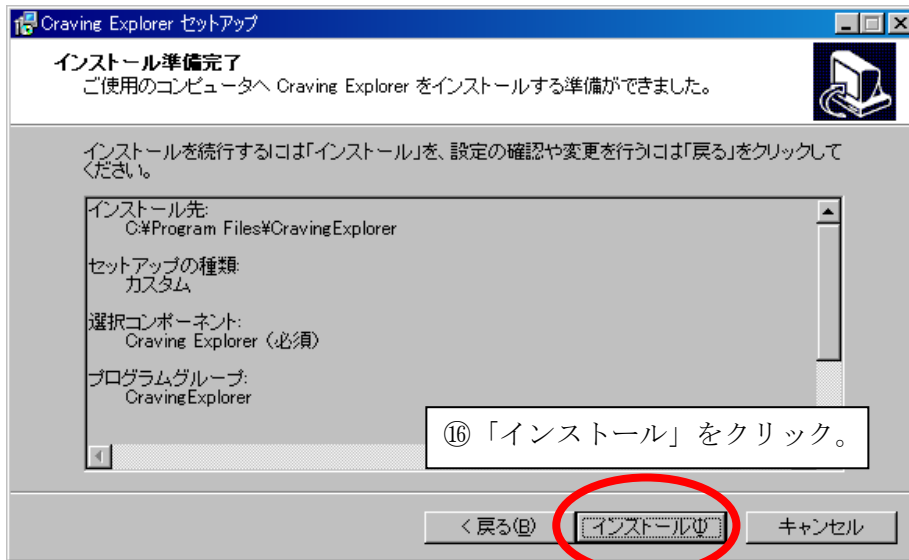 Craving Explorer セットアップ
インストール準備完了
ご使用のコンピュータへ Craving Explorer をインストールする準備ができました。
インストールを続行するには「インストール」を、設定の確認や変更を行うには「戻る」をクリックして
ください。
インストール先:
C:¥Program Files¥CravingExplorer
セットアップの種類:
カスタム
選択コンポーネント:
Craving Explorer (必須)
プログラムグループ:
CravingExplorer
⑯「インストール」をクリック。
< 戻る(B)
インストール(I)
キャンセル